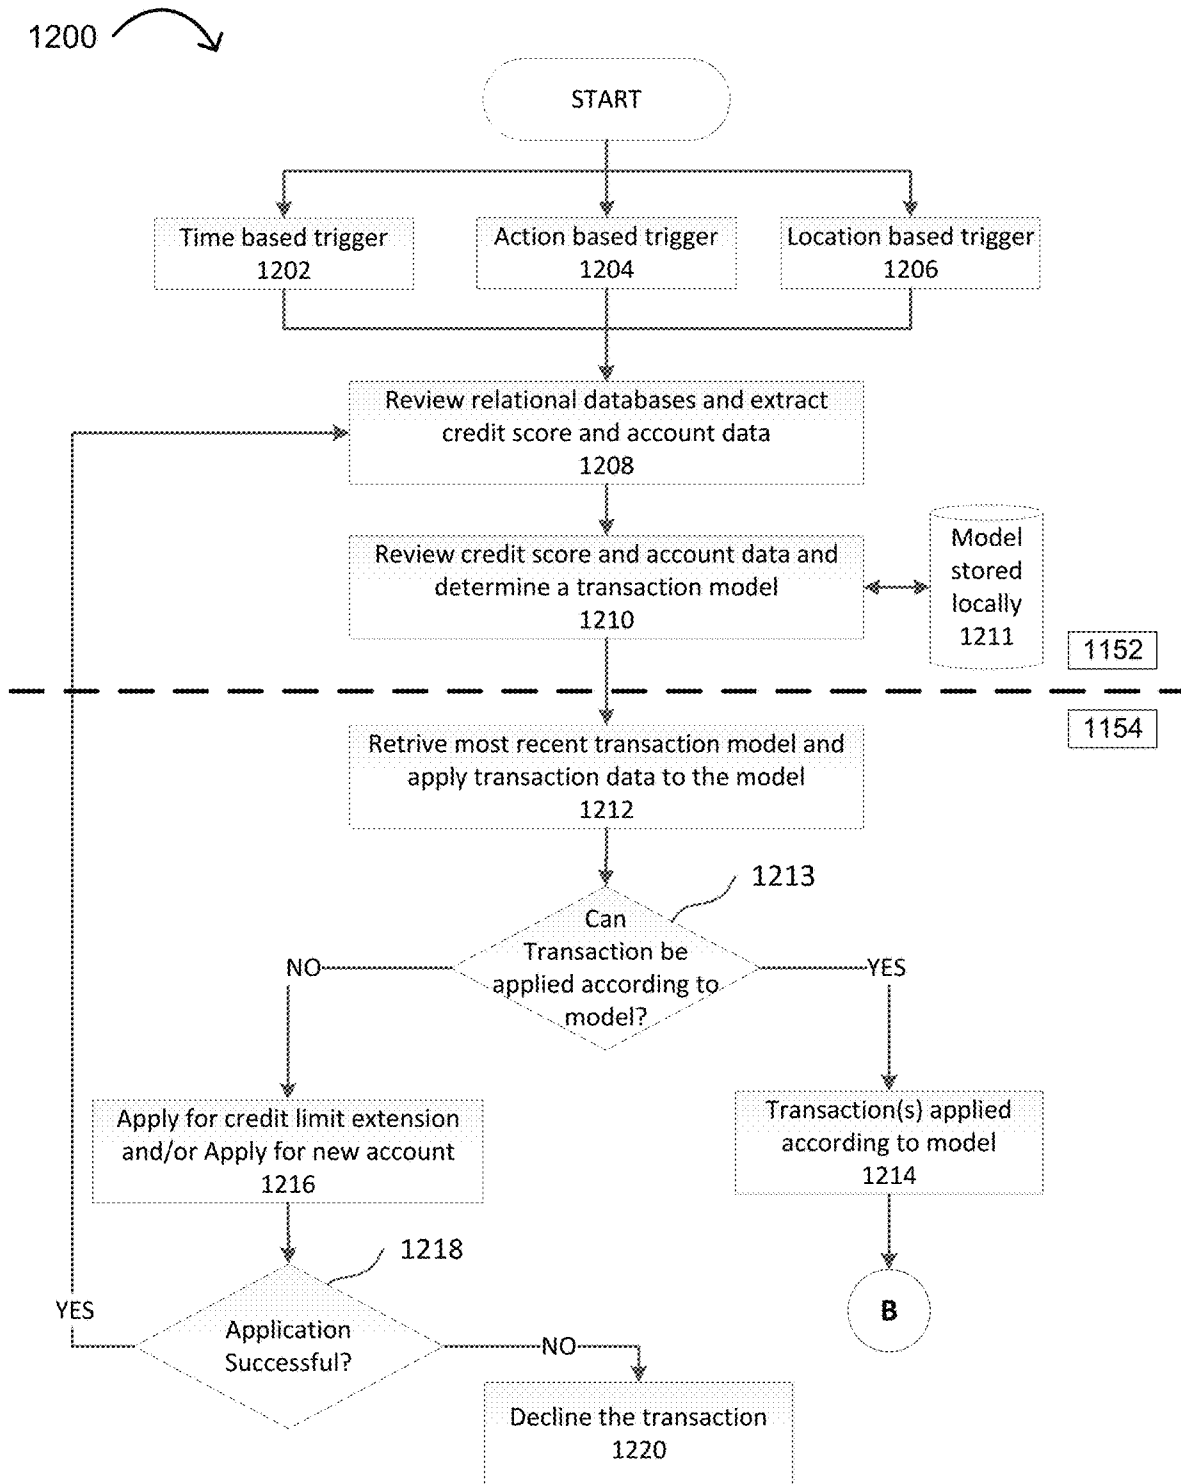 1200
START
Time based trigger
1202
Action based trigger
1204
Location based trigger
1206
Review relational databases and extract
credit score and account data
1208
Review credit score and account data and
determine a transaction model
1210
Model
stored
locally
1211
1152
1154
Retrive most recent transaction model and
apply transaction data to the model
1212
1213
Can
Transaction be
applied according to
model?
NO
YES
Apply for credit limit extension
and/or Apply for new account
1216
Transaction(s) applied
according to model
1214
1218
B
YES
Application
Successful?
NO
Decline the transaction
1220